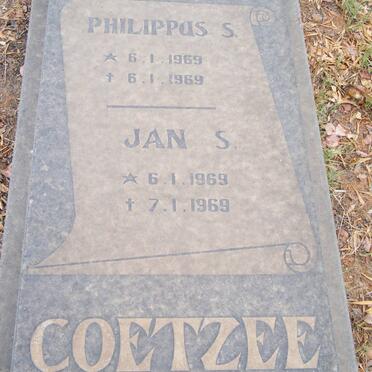 PHILIPPUS S.
* 6.1.1969
† 6.1.1969
JAN S.
* 6.1.1969
† 7.1.1969
COETZEE